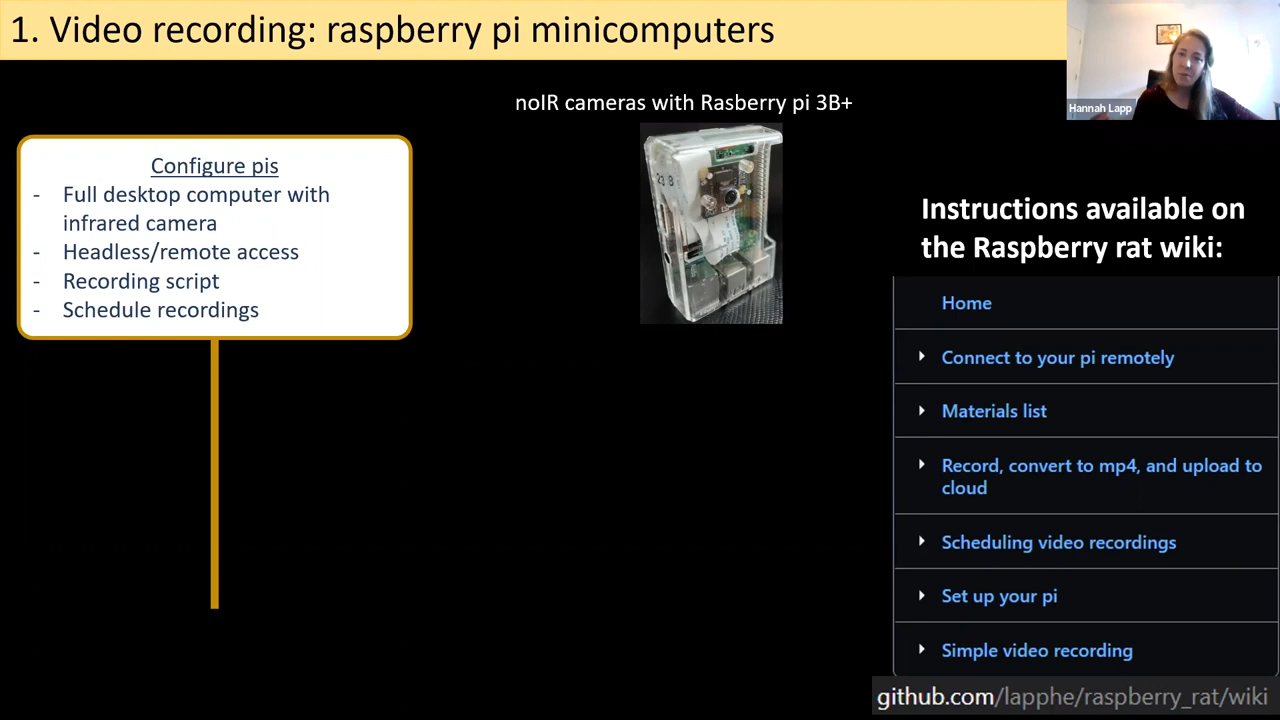 1. Video recording: raspberry pi minicomputers
Hannah Lapp
noIR cameras with Rasberry pi 3B+
Configure pis
- Full desktop computer with
infrared camera
- Headless/remote access
- Recording script
- Schedule recordings
23 B
Instructions available on
the Raspberry rat wiki:
Home
Connect to your pi remotely
Materials list
Record, convert to mp4, and upload to
cloud
Scheduling video recordings
Set up your pi
Simple video recording
github.com/lapphe/raspberry_rat/wiki